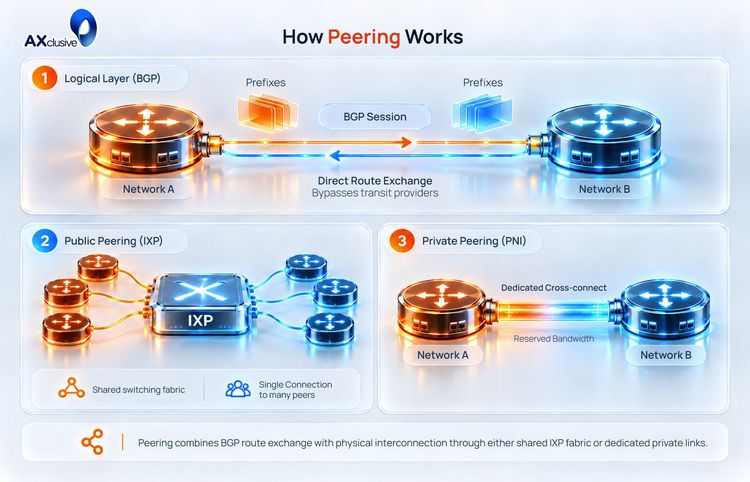 AXclusive
How Peering Works
1 Logical Layer (BGP)
Prefixes
BGP Session
Prefixes
Direct Route Exchange
Bypasses transit providers
Network A
Network B
2 Public Peering (IXP)
IXP
Shared switching fabric
Single Connection
to many peers
3 Private Peering (PNI)
Dedicated Cross-connect
Reserved Bandwidth
Network A
Network B
Peering combines BGP route exchange with physical interconnection through either shared IXP fabric or dedicated private links.